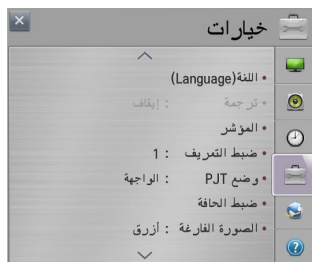 خيارات
• اللغة(Language)
• ترجمة : إيقاف
• المؤشر
• ضبط التعريف : 1
• وضع PJT : الواجهة
• ضبط الحافة
• الصورة الفارغة : أزرق